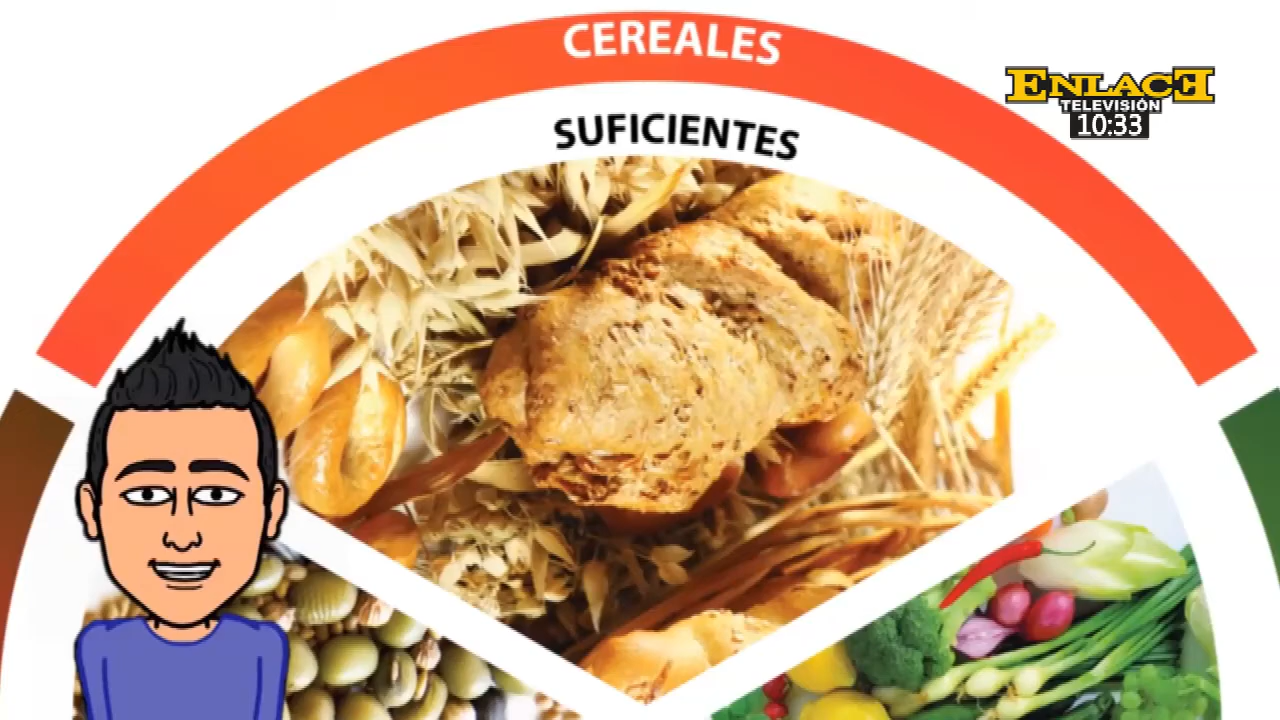 CEREALES
SUFICIENTES
ENLACE
TELEVISIÓN
10:33